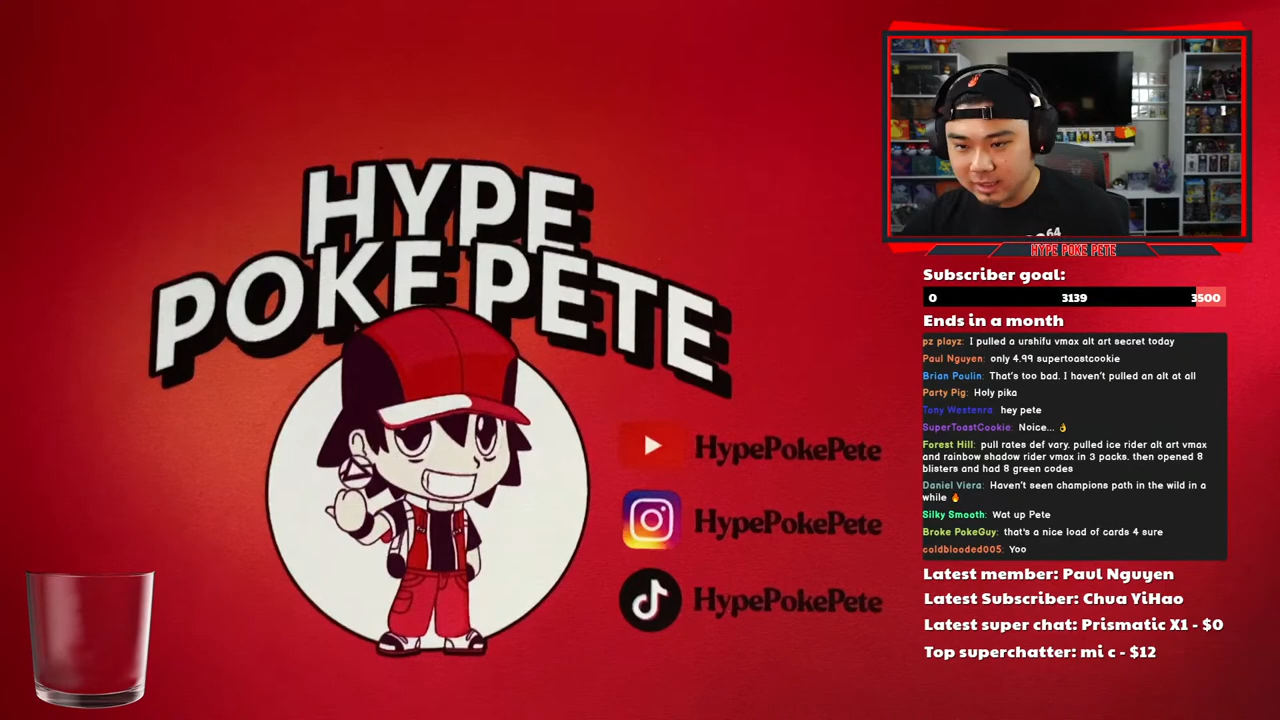 HYPE
POKE PETE
HypePokePete
HypePokePete
HypePokePete
64
HYPE POKE PETE
Subscriber goal:
0 3139 3500
Ends in a month
pz playz: I pulled a urshifu vmax alt art secret today
Paul Nguyen: only 4.99 supertoastcookie
Brian Poulin: That's too bad. I haven't pulled an alt at all
Party Pig: Holy pika
Tony Westenra: hey pete
SuperToastCookie: Noice... 👌
Forest Hill: pull rates def vary. pulled ice rider alt art vmax
and rainbow shadow rider vmax in 3 packs. then opened 8
blisters and had 8 green codes
Daniel Viera: Haven't seen champions path in the wild in a
while 🔥
Silky Smooth: Wat up Pete
Broke PokeGuy: that's a nice load of cards 4 sure
coldblooded005: Yoo
Latest member: Paul Nguyen
Latest Subscriber: Chua YiHao
Latest super chat: Prismatic X1 - $0
Top superchatter: mi c - $12